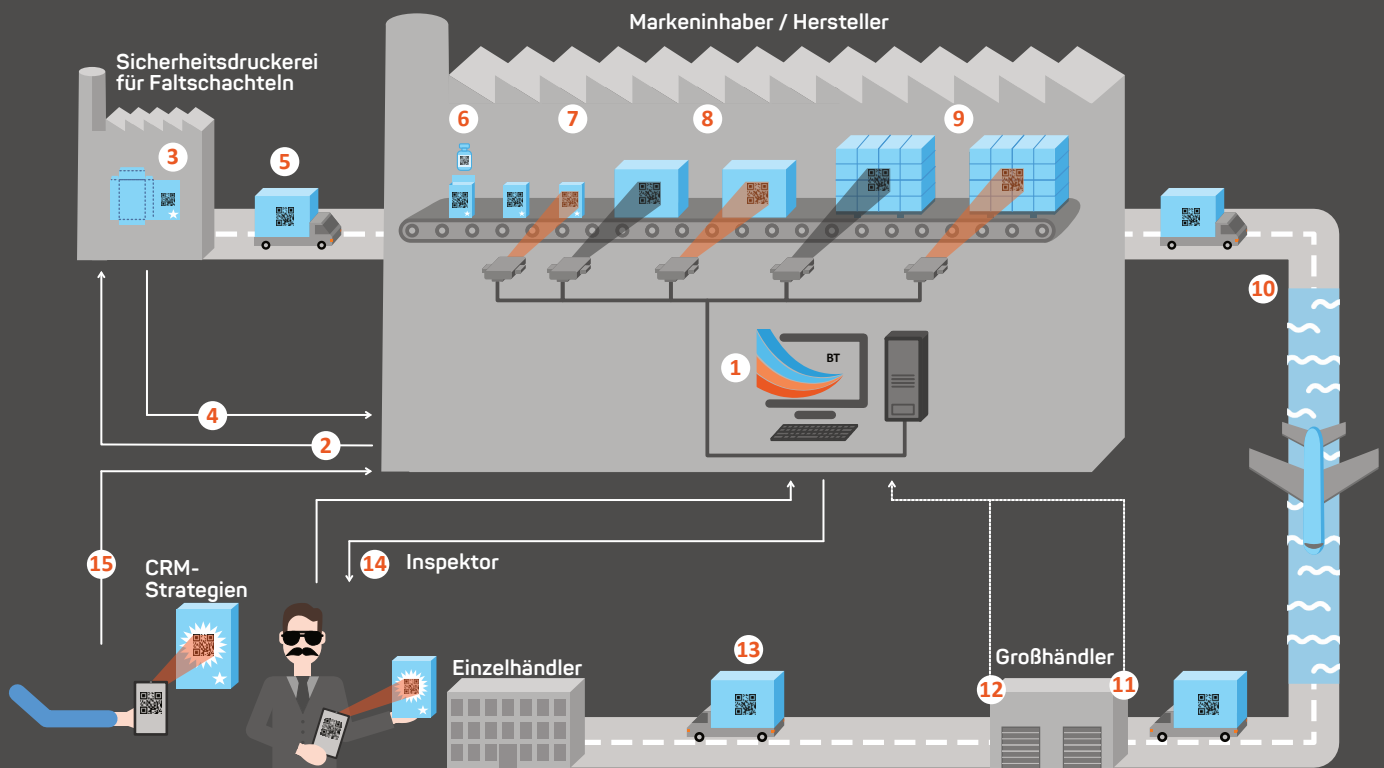 Markeninhaber / Hersteller
Sicherheitsdruckerei
für Faltschachteln
6
7
8
9
3
5
10
1
BT
4
2
15
CRM-
Strategien
14
Inspektor
Einzelhändler
13
Großhändler
12
11